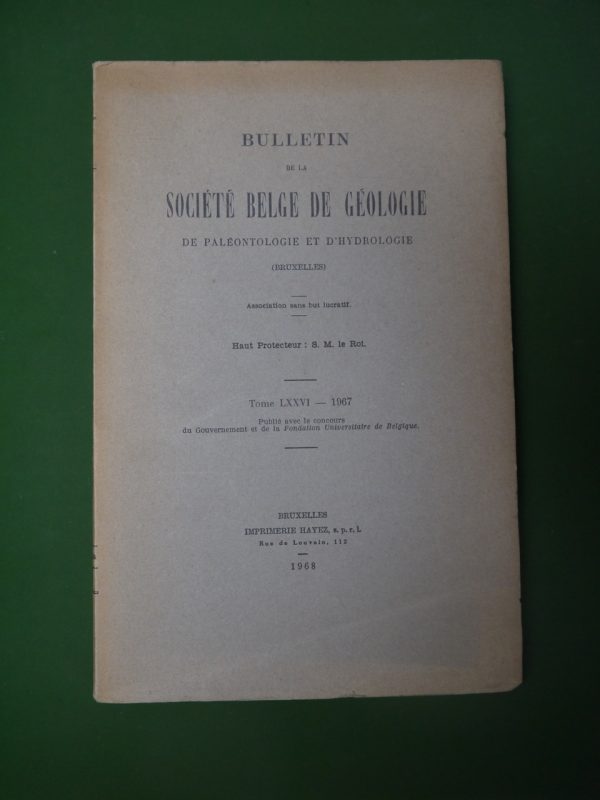 BULLETIN
DE LA
SOCIÉTÉ BELGE DE GÉOLOGIE
DE PALÉONTOLOGIE ET D'HYDROLOGIE
(BRUXELLES)
Association sans but lucratif.
Haut Protecteur : S. M. le Roi.
Tome LXXVI — 1967
Publié avec le concours
du Gouvernement et de la Fondation Universitaire de Belgique.
BRUXELLES
IMPRIMERIE HAYEZ, s. p. r. l.
Rue de Louvain, 112
1968